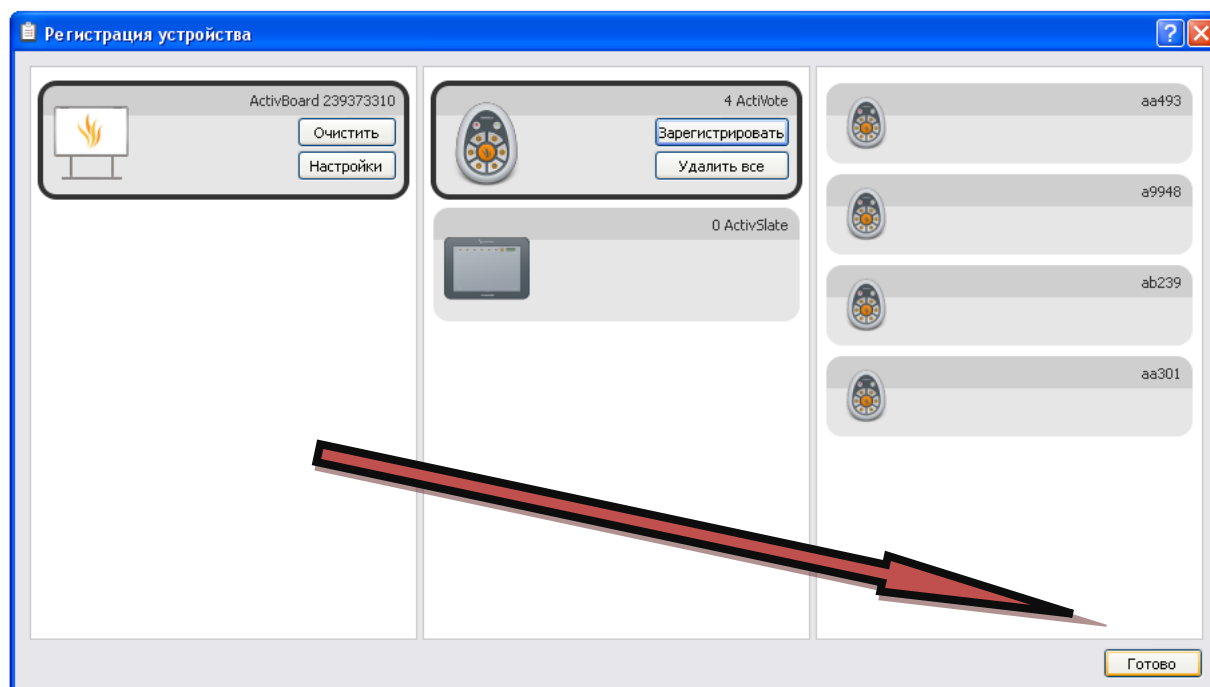 Регистрация устройства
ActivBoard 239373310
Очистить
Настройки
4 ActiVote
Зарегистрировать
Удалить все
0 ActivSlate
aa493
a9948
ab239
aa301
Готово